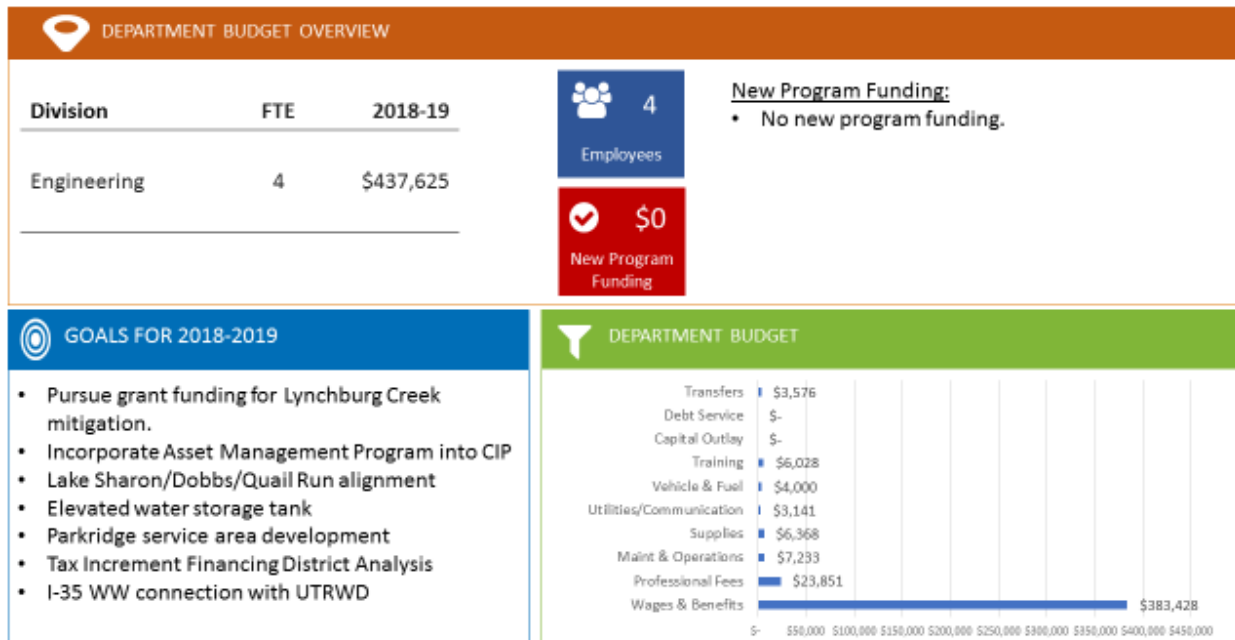 DEPARTMENT BUDGET OVERVIEW
Division FTE 2018-19
Engineering 4 $437,625
4
Employees
$0
New Program
Funding
New Program Funding:
• No new program funding.
GOALS FOR 2018-2019
• Pursue grant funding for Lynchburg Creek
mitigation.
• Incorporate Asset Management Program into CIP
• Lake Sharon/Dobbs/Quail Run alignment
• Elevated water storage tank
• Parkridge service area development
• Tax Increment Financing District Analysis
• I-35 WW connection with UTRWD
DEPARTMENT BUDGET
Transfers $3,576
Debt Service $-
Capital Outlay $-
Training $6,028
Vehicle & Fuel $4,000
Utilities/Communication $3,141
Supplies $6,368
Maint & Operations $7,233
Professional Fees $23,851
Wages & Benefits $383,428
$- $50,000 $100,000 $150,000 $200,000 $250,000 $300,000 $350,000 $400,000 $450,000